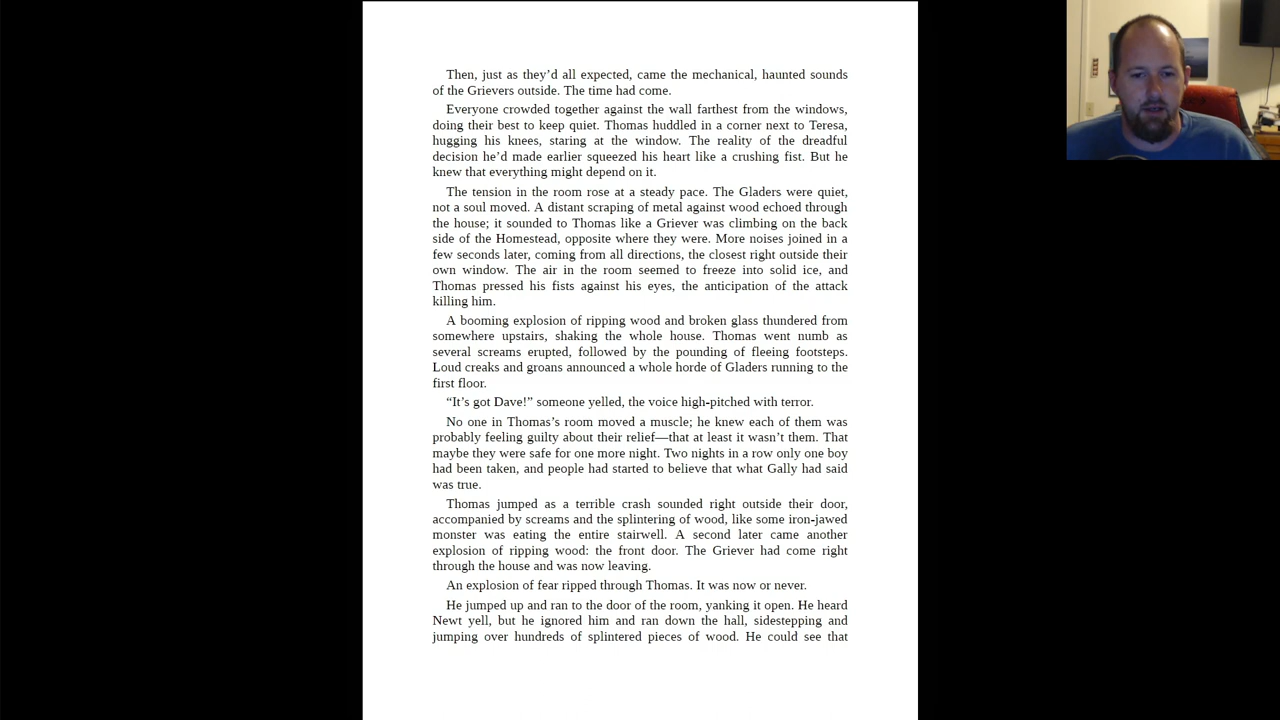 Then, just as they’d all expected, came the mechanical, haunted sounds
of the Grievers outside. The time had come.
Everyone crowded together against the wall farthest from the windows,
doing their best to keep quiet. Thomas huddled in a corner next to Teresa,
hugging his knees, staring at the window. The reality of the dreadful
decision he’d made earlier squeezed his heart like a crushing fist. But he
knew that everything might depend on it.
The tension in the room rose at a steady pace. The Gladers were quiet,
not a soul moved. A distant scraping of metal against wood echoed through
the house; it sounded to Thomas like a Griever was climbing on the back
side of the Homestead, opposite where they were. More noises joined in a
few seconds later, coming from all directions, the closest right outside their
own window. The air in the room seemed to freeze into solid ice, and
Thomas pressed his fists against his eyes, the anticipation of the attack
killing him.
A booming explosion of ripping wood and broken glass thundered from
somewhere upstairs, shaking the whole house. Thomas went numb as
several screams erupted, followed by the pounding of fleeing footsteps.
Loud creaks and groans announced a whole horde of Gladers running to the
first floor.
“It’s got Dave!” someone yelled, the voice high-pitched with terror.
No one in Thomas’s room moved a muscle; he knew each of them was
probably feeling guilty about their relief—that at least it wasn’t them. That
maybe they were safe for one more night. Two nights in a row only one boy
had been taken, and people had started to believe that what Gally had said
was true.
Thomas jumped as a terrible crash sounded right outside their door,
accompanied by screams and the splintering of wood, like some iron-jawed
monster was eating the entire stairwell. A second later came another
explosion of ripping wood: the front door. The Griever had come right
through the house and was now leaving.
An explosion of fear ripped through Thomas. It was now or never.
He jumped up and ran to the door of the room, yanking it open. He heard
Newt yell, but he ignored him and ran down the hall, sidestepping and
jumping over hundreds of splintered pieces of wood. He could see that